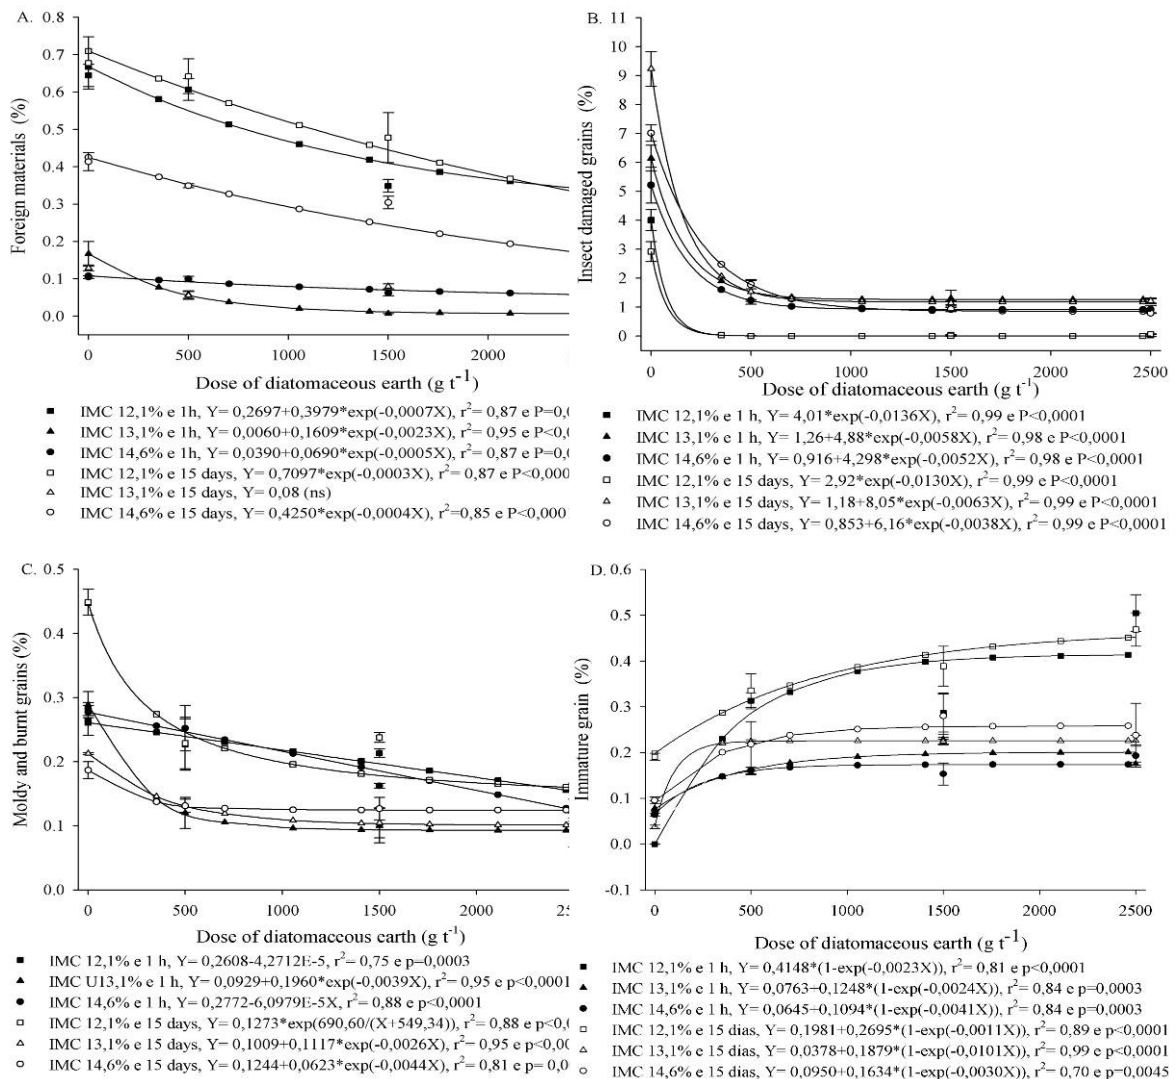 A.
0.8
0.7
0.6
0.5
0.4
0.3
0.2
0.1
0.0
Foreign materials (%)
0 500 1000 1500 2000
Dose of diatomaceous earth (g t-1)
IMC 12,1% e 1h, Y= 0,2697+0,3979*exp(-0,0007X), r2= 0,87 e P=0,0
IMC 13,1% e 1h, Y= 0,0060+0,1609*exp(-0,0023X), r2= 0,95 e P<0,0
IMC 14,6% e 1h, Y= 0,0390+0,0690*exp(-0,0005X), r2= 0,87 e P=0,0
IMC 12,1% e 15 days, Y= 0,7097*exp(-0,0003X), r2= 0,87 e P<0,000
IMC 13,1% e 15 days, Y= 0,08 (ns)
IMC 14,6% e 15 days, Y= 0,4250*exp(-0,0004X), r2=0,85 e P<0,000
B.
11
10
9
8
7
6
5
4
3
2
1
0
Insect damaged grains (%)
0 500 1000 1500 2000 2500
Dose of diatomaceous earth (g t-1)
IMC 12,1% e 1 h, Y= 4,01*exp(-0,0136X), r2= 0,99 e P<0,0001
IMC 13,1% e 1 h, Y= 1,26+4,88*exp(-0,0058X), r2= 0,98 e P<0,0001
IMC 14,6% e 1 h, Y= 0,916+4,298*exp(-0,0052X), r2= 0,98 e P<0,0001
IMC 12,1% e 15 days, Y= 2,92*exp(-0,0130X), r2= 0,99 e P<0,0001
IMC 13,1% e 15 days, Y= 1,18+8,05*exp(-0,0063X), r2= 0,99 e P<0,0001
IMC 14,6% e 15 days, Y= 0,853+6,16*exp(-0,0038X), r2= 0,99 e P<0,0001
C.
0.5
0.4
0.3
0.2
0.1
0.0
Moldy and burnt grains (%)
0 500 1000 1500 2000 25
Dose of diatomaceous earth (g t-1)
IMC 12,1% e 1 h, Y= 0,2608-4,2712E-5, r2= 0,75 e p=0,0003
IMC U13,1% e 1 h, Y= 0,0929+0,1960*exp(-0,0039X), r2= 0,95 e p<0,0001
IMC 14,6% e 1 h, Y= 0,2772-6,0979E-5X, r2= 0,88 e p<0,0001
IMC 12,1% e 15 days, Y= 0,1273*exp(690,60/(X+549,34)), r2= 0,88 e p<0,0
IMC 13,1% e 15 days, Y= 0,1009+0,1117*exp(-0,0026X), r2= 0,95 e p<0,00
IMC 14,6% e 15 days, Y= 0,1244+0,0623*exp(-0,0044X), r2= 0,81 e p= 0,0
D.
0.6
0.5
0.4
0.3
0.2
0.1
0.0
-0.1
Immature grain (%)
0 500 1000 1500 2000 2500
Dose of diatomaceous earth (g t-1)
IMC 12,1% e 1 h, Y= 0,4148*(1-exp(-0,0023X)), r2= 0,81 e p<0,0001
IMC 13,1% e 1 h, Y= 0,0763+0,1248*(1-exp(-0,0024X)), r2= 0,84 e p=0,0003
IMC 14,6% e 1 h, Y= 0,0645+0,1094*(1-exp(-0,0041X)), r2= 0,84 e p=0,0003
IMC 12,1% e 15 dias, Y= 0,1981+0,2695*(1-exp(-0,0011X)), r2= 0,89 e p<0,0001
IMC 13,1% e 15 dias, Y= 0,0378+0,1879*(1-exp(-0,0101X)), r2= 0,99 e p<0,0001
IMC 14,6% e 15 dias, Y= 0,0950+0,1634*(1-exp(-0,0030X)), r2= 0,70 e p=0,0045